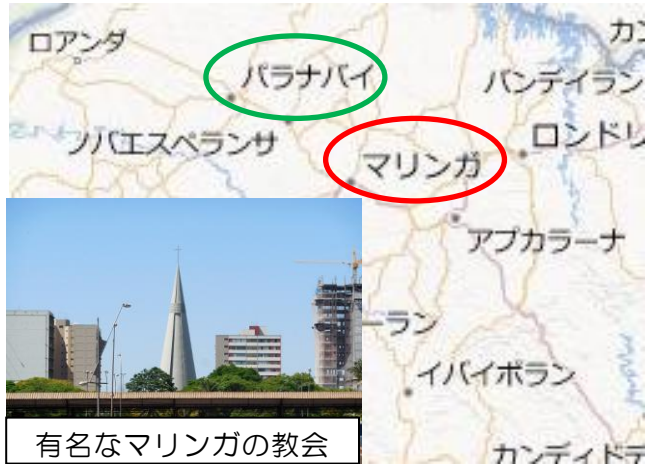 ロアンダ
カン
パラナバイ
バンデイラン
ノバエスペランサ
ロンドリ
マリンガ
アプカラーナ
ーラン
イバイポラン
カンディドテ
有名なマリンガの教会